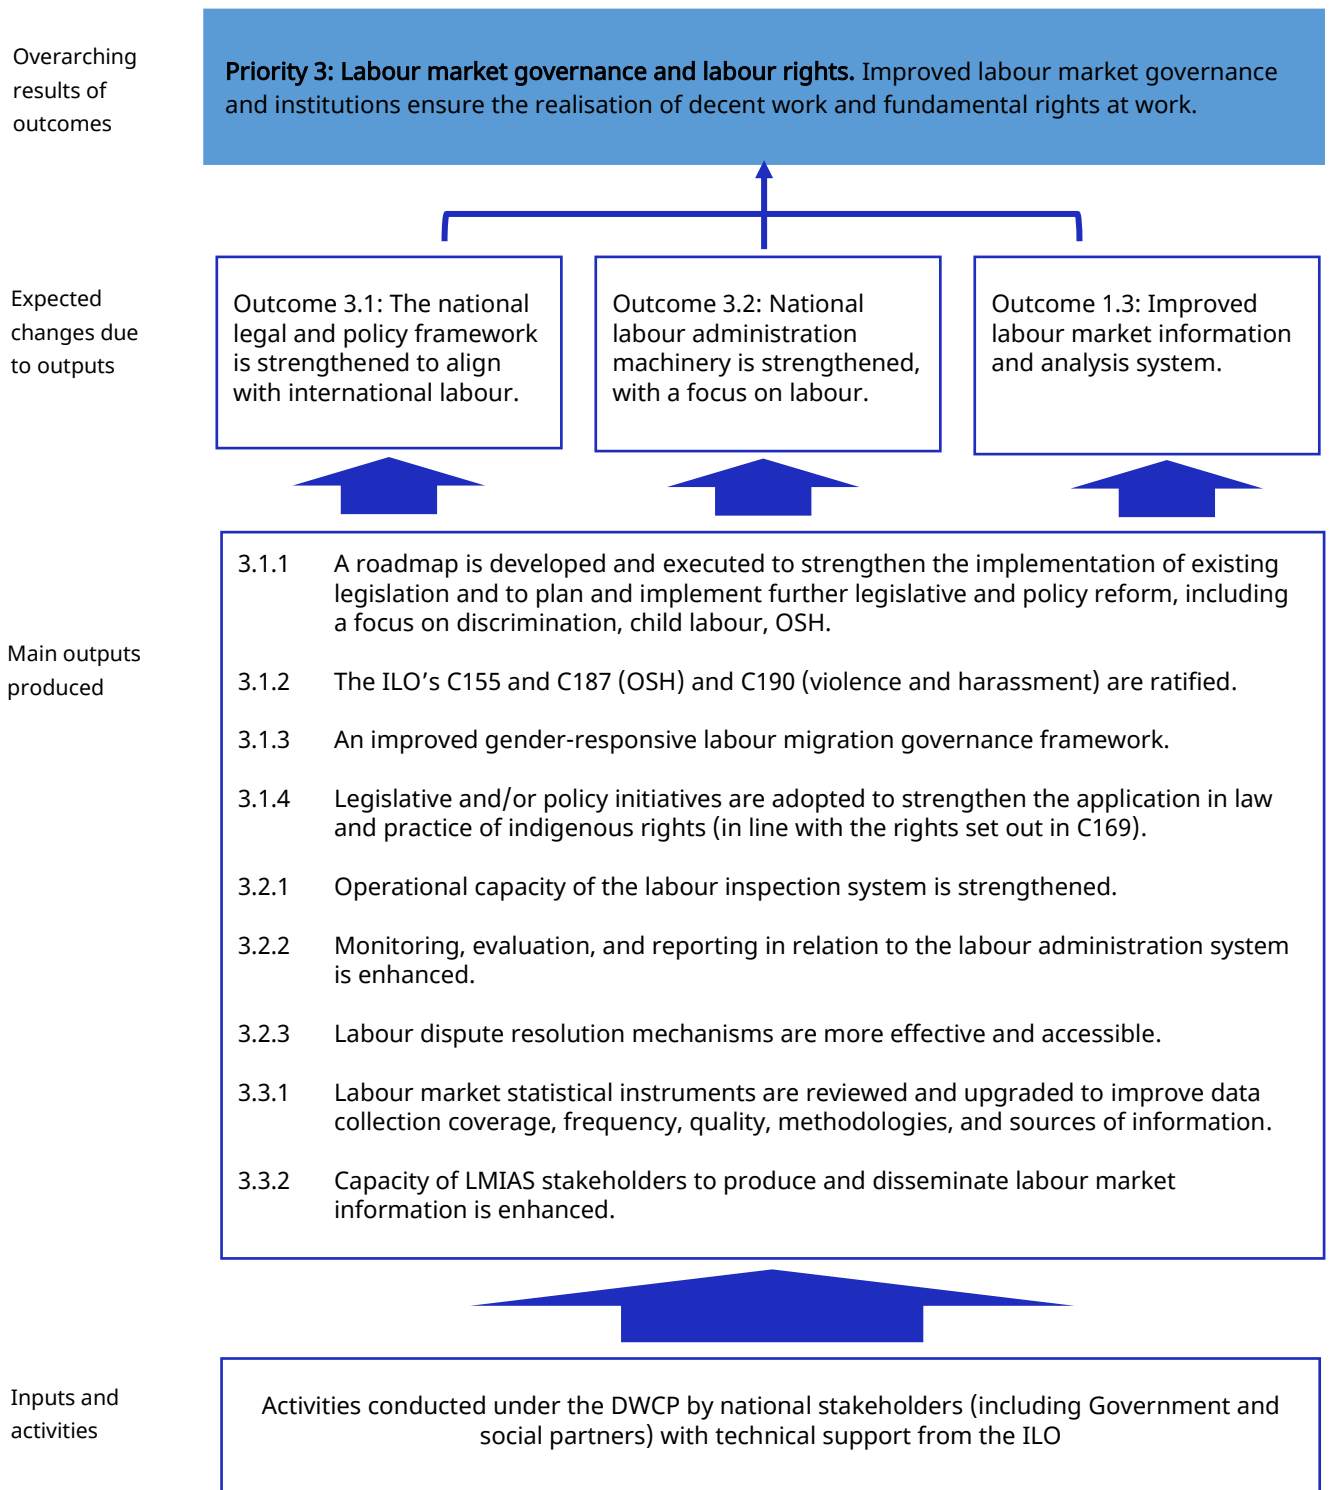 Overarching
results of
outcomes
Priority 3: Labour market governance and labour rights. Improved labour market governance
and institutions ensure the realisation of decent work and fundamental rights at work.
Expected
changes due
to outputs
Outcome 3.1: The national
legal and policy framework
is strengthened to align
with international labour.
Outcome 3.2: National
labour administration
machinery is strengthened,
with a focus on labour.
Outcome 1.3: Improved
labour market information
and analysis system.
Main outputs
produced
3.1.1 A roadmap is developed and executed to strengthen the implementation of existing
legislation and to plan and implement further legislative and policy reform, including
a focus on discrimination, child labour, OSH.
3.1.2 The ILO’s C155 and C187 (OSH) and C190 (violence and harassment) are ratified.
3.1.3 An improved gender-responsive labour migration governance framework.
3.1.4 Legislative and/or policy initiatives are adopted to strengthen the application in law
and practice of indigenous rights (in line with the rights set out in C169).
3.2.1 Operational capacity of the labour inspection system is strengthened.
3.2.2 Monitoring, evaluation, and reporting in relation to the labour administration system
is enhanced.
3.2.3 Labour dispute resolution mechanisms are more effective and accessible.
3.3.1 Labour market statistical instruments are reviewed and upgraded to improve data
collection coverage, frequency, quality, methodologies, and sources of information.
3.3.2 Capacity of LMIAS stakeholders to produce and disseminate labour market
information is enhanced.
Inputs and
activities
Activities conducted under the DWCP by national stakeholders (including Government and
social partners) with technical support from the ILO